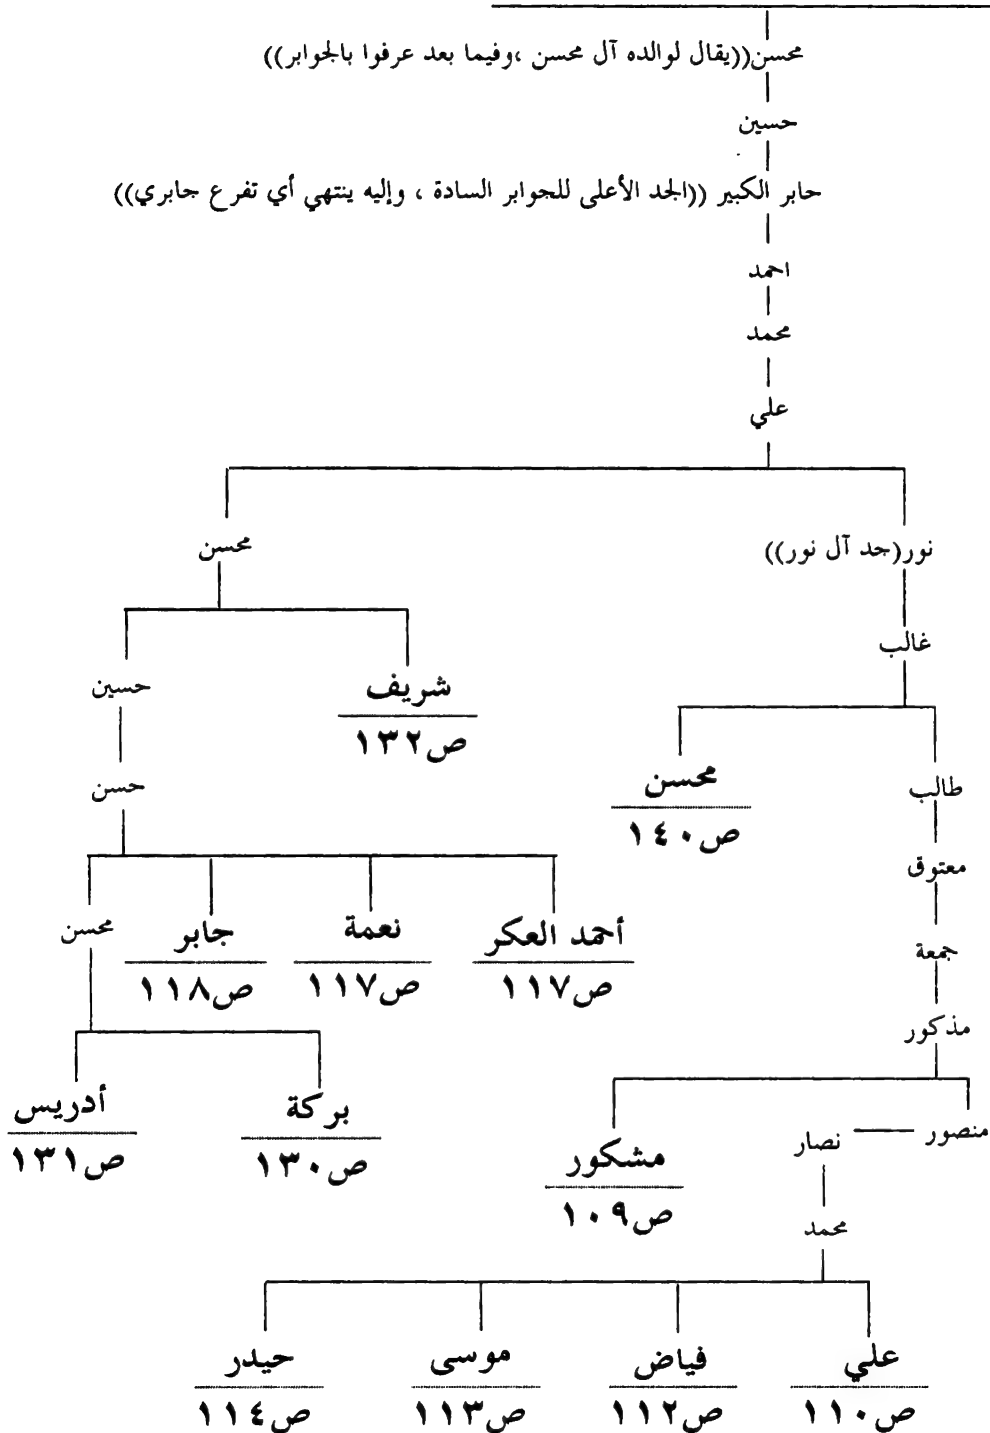 محسن((يقال لوالده آل محسن ،وفيما بعد عرفوا بالجوابر))
حسين
حابر الكبير ((الجد الأعلى للجوابر السادة ، وإليه ينتهي أي تفرع جابري))
احمد
محمد
علي
نور(جد آل نور))
محسن
غالب
شريف
ص١٣٢
حسين
محسن
ص١٤٠
طالب
حسن
معتوق
أحمد العكر
ص١١٧
نعمة
ص١١٧
جابر
ص١١٨
محسن
جمعة
مذكور
بركة
ص١٣٠
أدريس
ص١٣١
منصور
نصار
مشكور
ص١٠٩
محمد
علي
ص١١٠
فياض
ص١١٢
موسى
ص١١٣
حيدر
ص١١٤